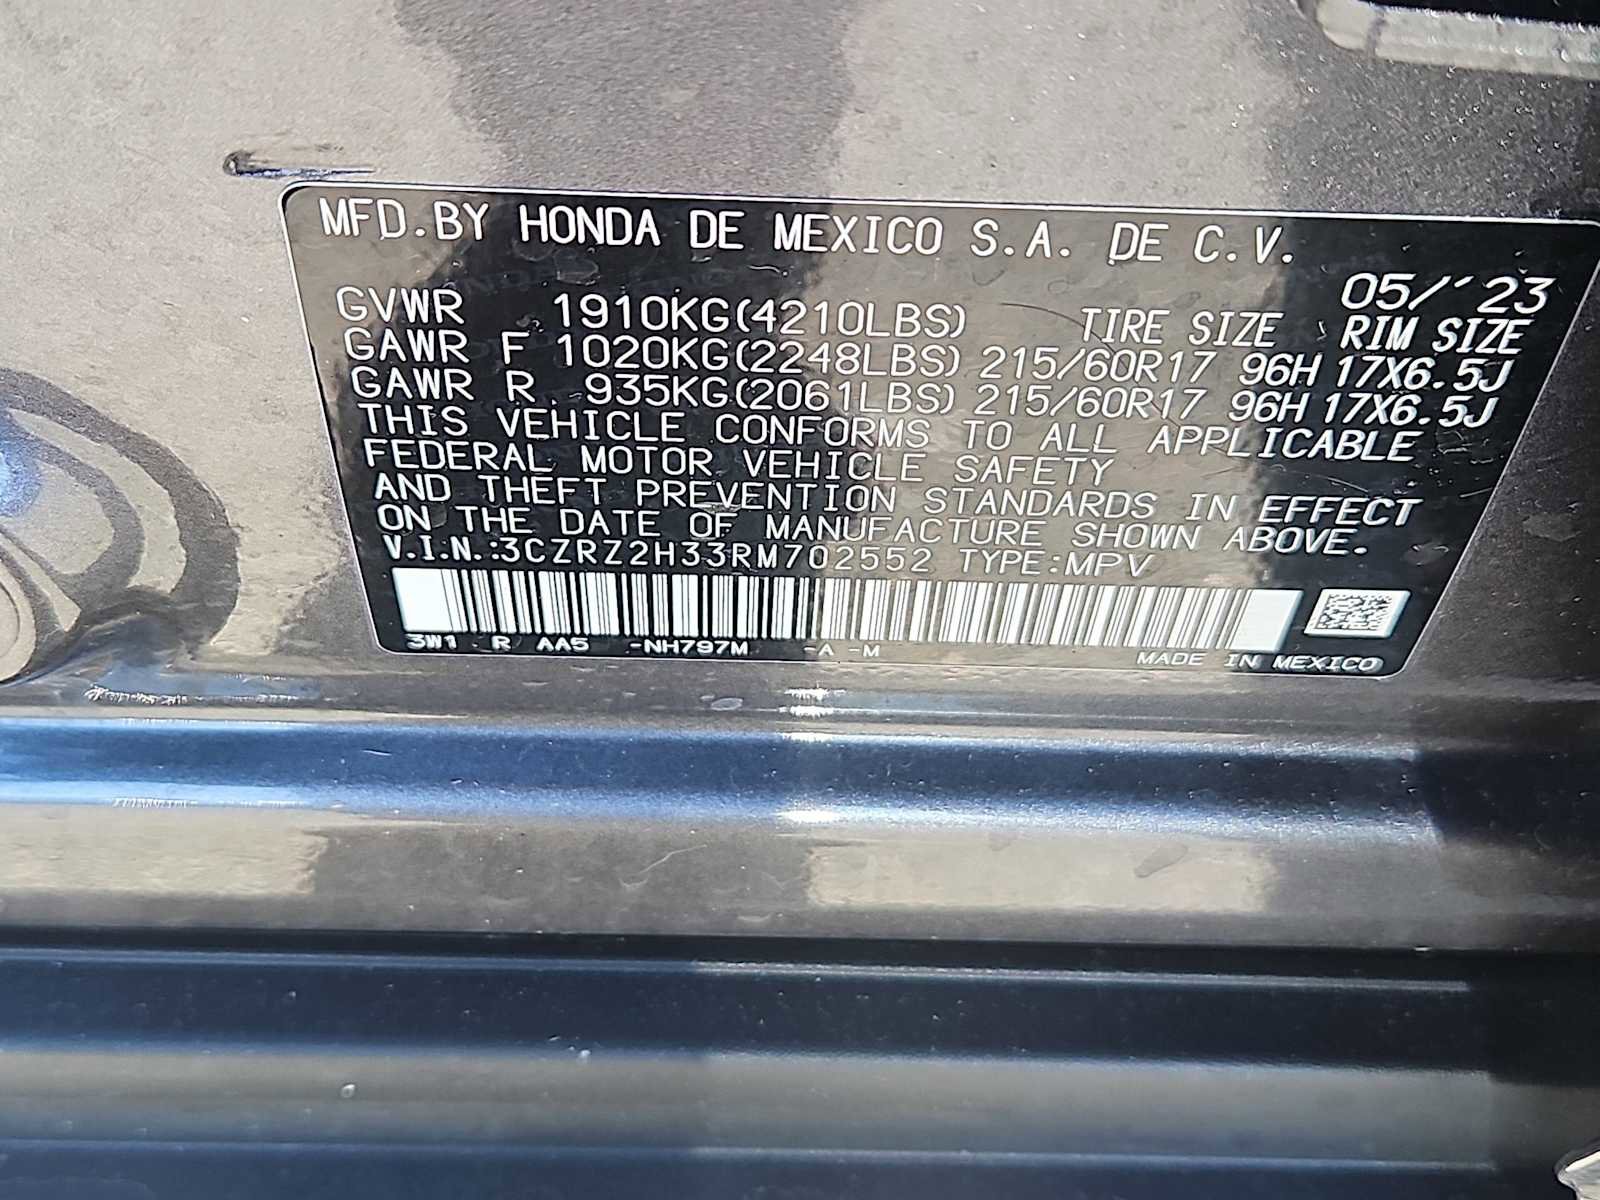 MFD.BY HONDA DE MEXICO S.A. DE C.V.
05/ '23
GVWR 1910KG(4210LBS) TIRE SIZE RIM SIZE
GAWR F 1020KG(2248LBS) 215/60R17 96H 17X6.5J
GAWR R 935KG(2061LBS) 215/60R17 96H 17X6.5J
THIS VEHICLE CONFORMS TO ALL APPLICABLE
FEDERAL MOTOR VEHICLE SAFETY
AND THEFT PREVENTION STANDARDS IN EFFECT
ON THE DATE OF MANUFACTURE SHOWN ABOVE.
V.I.N.:3CZRZ2H33RM702552 TYPE:MPV
3W1 R AA5 -NH797M -A -M
MADE IN MEXICO